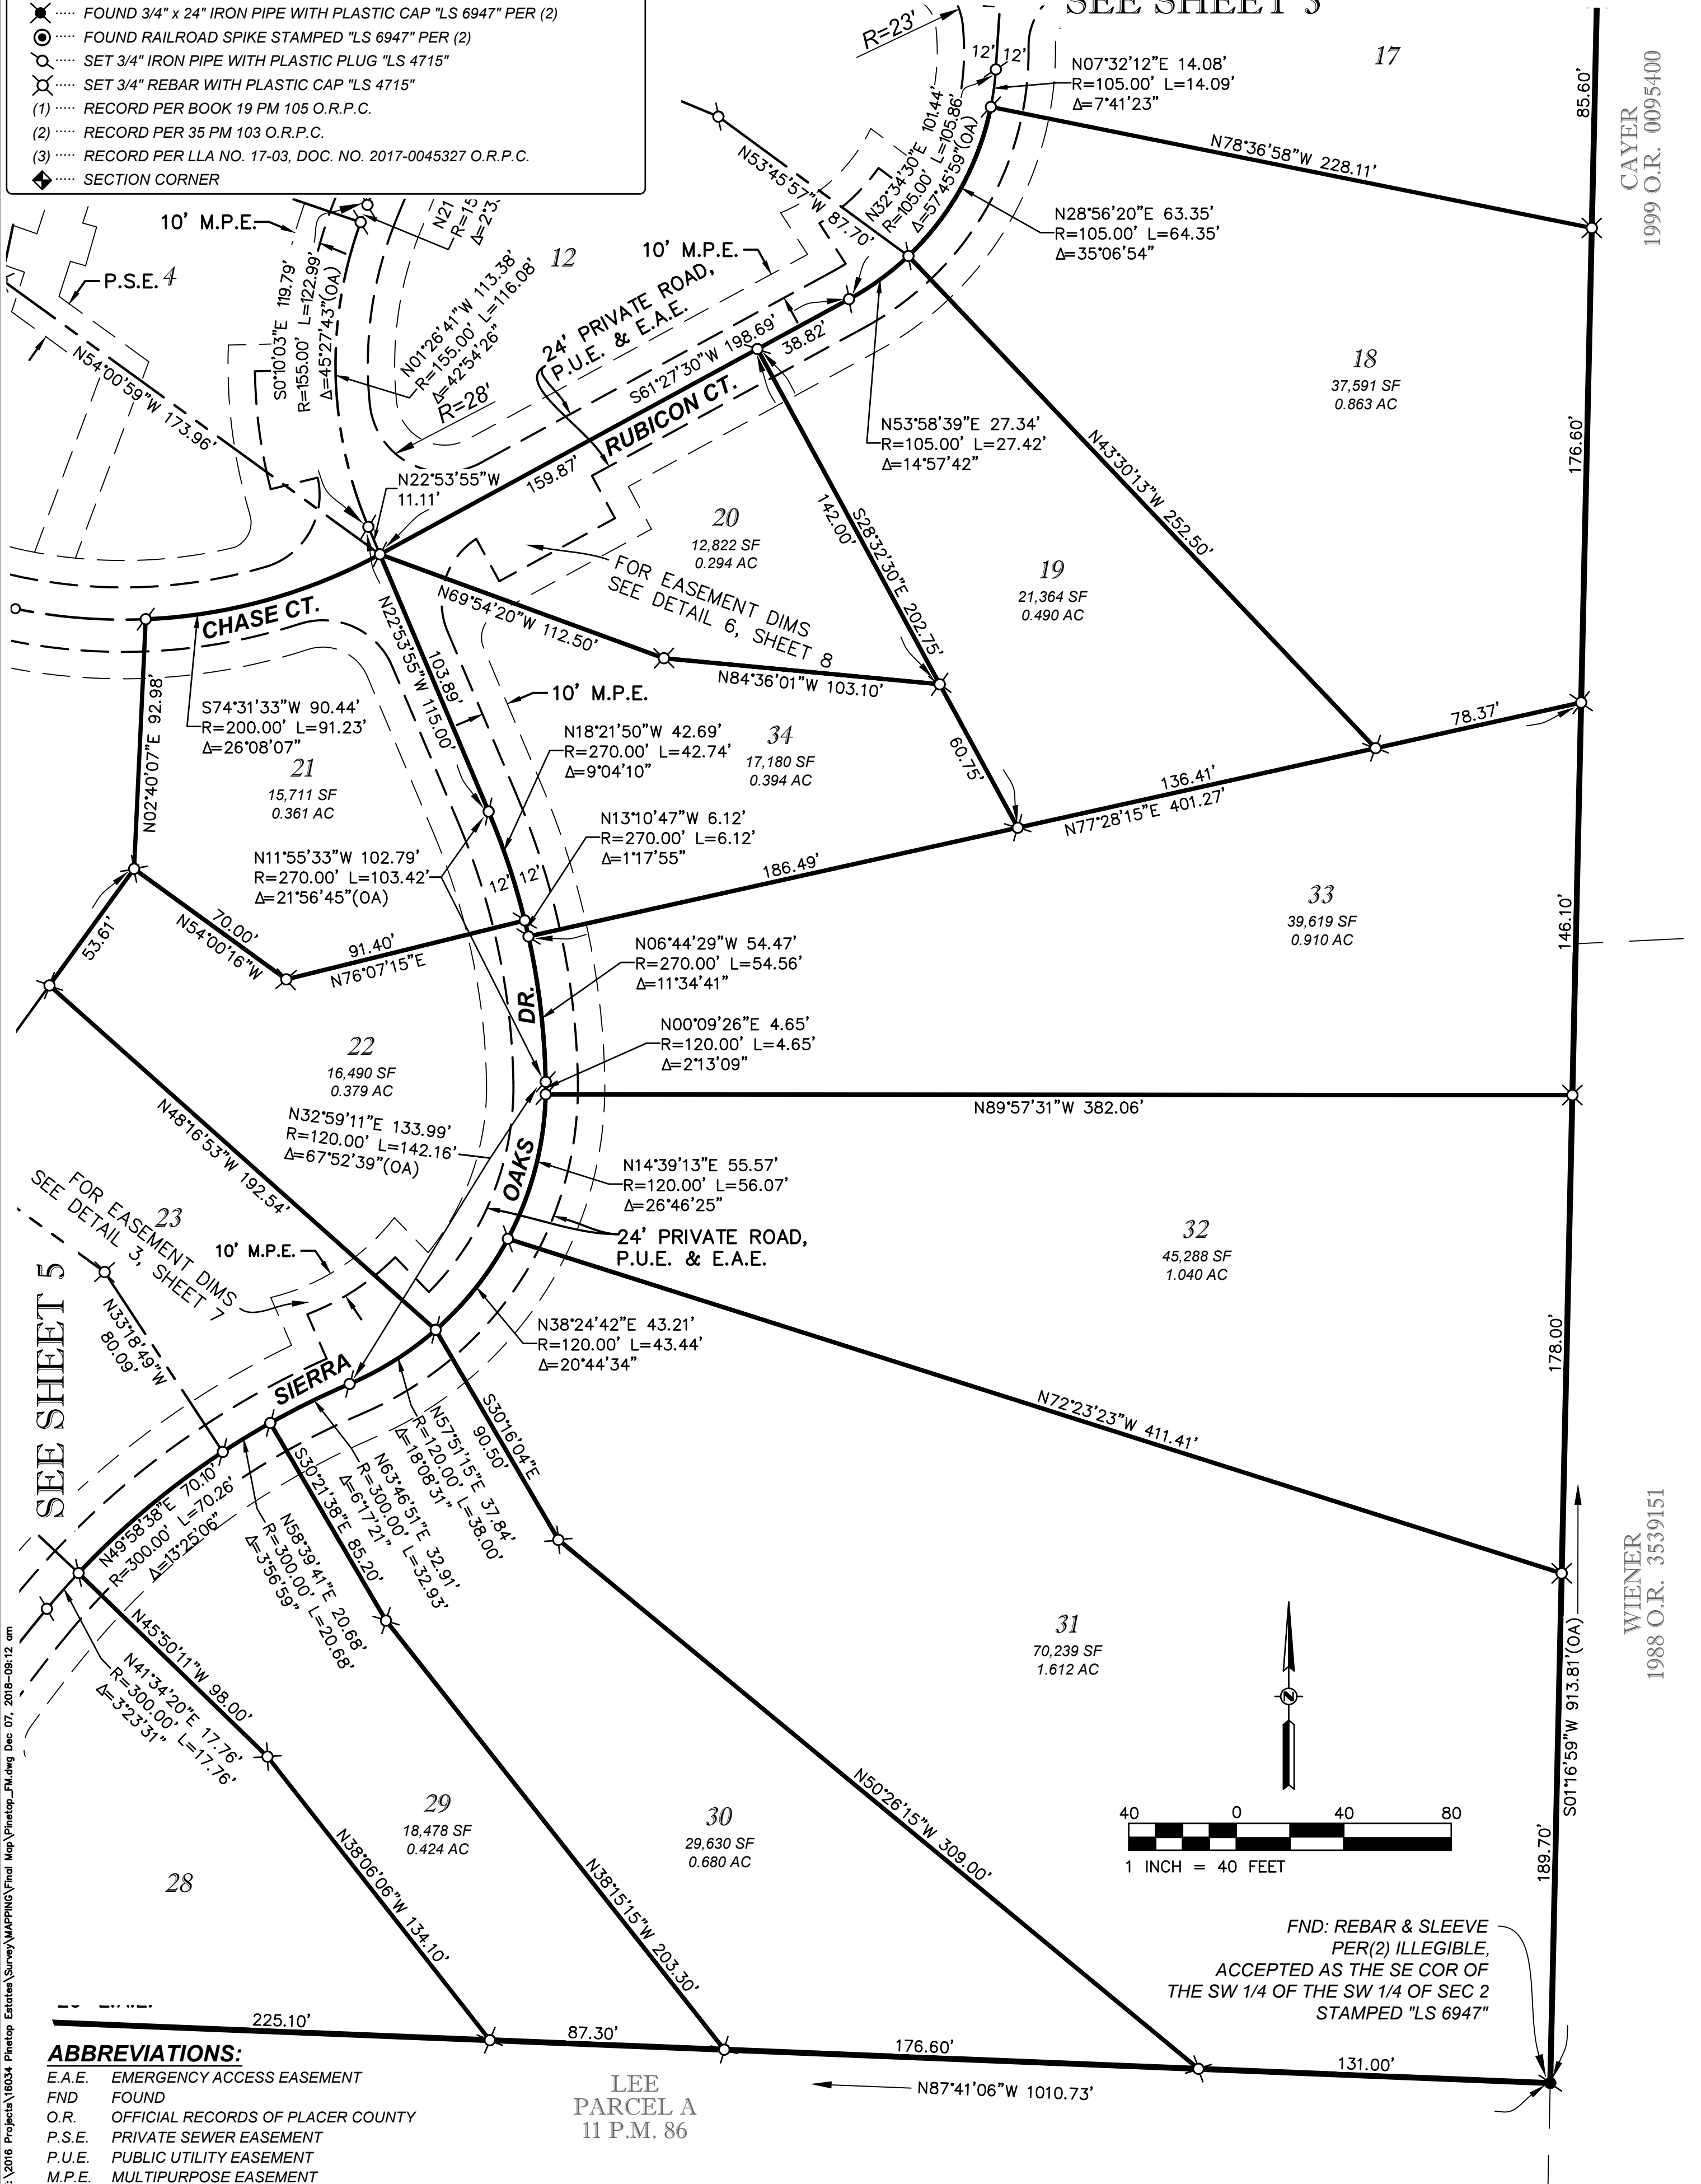 FOUND 3/4" x 24" IRON PIPE WITH PLASTIC CAP "LS 6947" PER (2)
FOUND RAILROAD SPIKE STAMPED "LS 6947" PER (2)
SET 3/4" IRON PIPE WITH PLASTIC PLUG "LS 4715"
SET 3/4" REBAR WITH PLASTIC CAP "LS 4715"
(1) ····· RECORD PER BOOK 19 PM 105 O.R.P.C.
(2) ····· RECORD PER 35 PM 103 O.R.P.C.
(3) ····· RECORD PER LLA NO. 17-03, DOC. NO. 2017-0045327 O.R.P.C.
SECTION CORNER
SEE SHEET 3
R=23'
12' 12'
N07°32'12"E 14.08'
R=105.00' L=14.09'
Δ=7°41'23"
17
85.60'
CAYER
1999 O.R. 0095400
N78°36'58"W 228.11'
N53°45'57"W 87.70'
N32°34'30"E 101.44'
R=105.00' L=105.86'
Δ=57°45'59"(OA)
N28°56'20"E 63.35'
R=105.00' L=64.35'
Δ=35°06'54"
10' M.P.E.
P.S.E.
4
N21
R=15
Δ=2°3
12
10' M.P.E.
24' PRIVATE ROAD,
P.U.E. & E.A.E.
S0°10'03"E 119.79'
R=155.00' L=122.99'
Δ=45°27'43"(OA)
N01°26'41"W 113.38'
R=155.00' L=116.08'
Δ=42°54'26"
R=28'
S61°27'30"W 198.69'
38.82'
RUBICON CT.
159.87'
N54°00'59"W 173.96'
N22°53'55"W
11.11'
N53°58'39"E 27.34'
R=105.00' L=27.42'
Δ=14°57'42"
18
37,591 SF
0.863 AC
176.60'
N43°30'13"W 252.50'
S28°32'30"E 202.75'
142.00'
20
12,822 SF
0.294 AC
FOR EASEMENT DIMS
SEE DETAIL 6, SHEET 8
19
21,364 SF
0.490 AC
CHASE CT.
N69°54'20"W 112.50'
N84°36'01"W 103.10'
N22°53'55"W 115.00'
103.89'
10' M.P.E.
60.75'
78.37'
136.41'
N77°28'15"E 401.27'
186.49'
N02°40'07"E 92.98'
S74°31'33"W 90.44'
R=200.00' L=91.23'
Δ=26°08'07"
21
15,711 SF
0.361 AC
N18°21'50"W 42.69'
R=270.00' L=42.74'
Δ=9°04'10"
34
17,180 SF
0.394 AC
N13°10'47"W 6.12'
R=270.00' L=6.12'
Δ=1°17'55"
N11°55'33"W 102.79'
R=270.00' L=103.42'
Δ=21°56'45"(OA)
12' 12'
53.61'
70.00'
N54°00'16"W
91.40'
N76°07'15"E
33
39,619 SF
0.910 AC
146.10'
N06°44'29"W 54.47'
R=270.00' L=54.56'
Δ=11°34'41"
DR.
N00°09'26"E 4.65'
R=120.00' L=4.65'
Δ=2°13'09"
22
16,490 SF
0.379 AC
N89°57'31"W 382.06'
N48°16'53"W 192.54'
N32°59'11"E 133.99'
R=120.00' L=142.16'
Δ=67°52'39"(OA)
OAKS
N14°39'13"E 55.57'
R=120.00' L=56.07'
Δ=26°46'25"
24' PRIVATE ROAD,
P.U.E. & E.A.E.
23
FOR EASEMENT DIMS
SEE DETAIL 3, SHEET 7
10' M.P.E.
32
45,288 SF
1.040 AC
178.00'
SEE SHEET 5
N33°18'49"W
80.09'
SIERRA
N38°24'42"E 43.21'
R=120.00' L=43.44'
Δ=20°44'34"
N72°23'23"W 411.41'
S30°16'04"E
90.50'
N57°51'15"E 37.84'
R=120.00' L=38.00'
Δ=18°08'31"
N63°46'51"E 32.91'
R=300.00' L=32.93'
Δ=6°17'21"
S30°21'38"E 85.20'
N58°39'41"E 20.68'
R=300.00' L=20.68'
Δ=3°56'59"
N49°58'38"E 70.10'
R=300.00' L=70.26'
Δ=13°25'06"
WIENER
1988 O.R. 3539151
N45°50'11"W 98.00'
N41°34'20"E 17.76'
R=300.00' L=17.76'
Δ=3°23'31"
31
70,239 SF
1.612 AC
S01°16'59"W 913.81'(OA)
N
N50°26'15"W 309.00'
29
18,478 SF
0.424 AC
30
29,630 SF
0.680 AC
40 0 40 80
1 INCH = 40 FEET
189.70'
28
N38°06'06"W 134.10'
N38°15'15"W 203.30'
FND: REBAR & SLEEVE
PER(2) ILLEGIBLE,
ACCEPTED AS THE SE COR OF
THE SW 1/4 OF THE SW 1/4 OF SEC 2
STAMPED "LS 6947"
225.10'
87.30'
176.60'
131.00'
N87°41'06"W 1010.73'
LEE
PARCEL A
11 P.M. 86
ABBREVIATIONS:
E.A.E. EMERGENCY ACCESS EASEMENT
FND FOUND
O.R. OFFICIAL RECORDS OF PLACER COUNTY
P.S.E. PRIVATE SEWER EASEMENT
P.U.E. PUBLIC UTILITY EASEMENT
M.P.E. MULTIPURPOSE EASEMENT
:\2016 Projects\16034 Pinetop Estates\Survey\MAPPING\Final Map\Pinetop_FM.dwg Dec 07, 2018-09:12 am